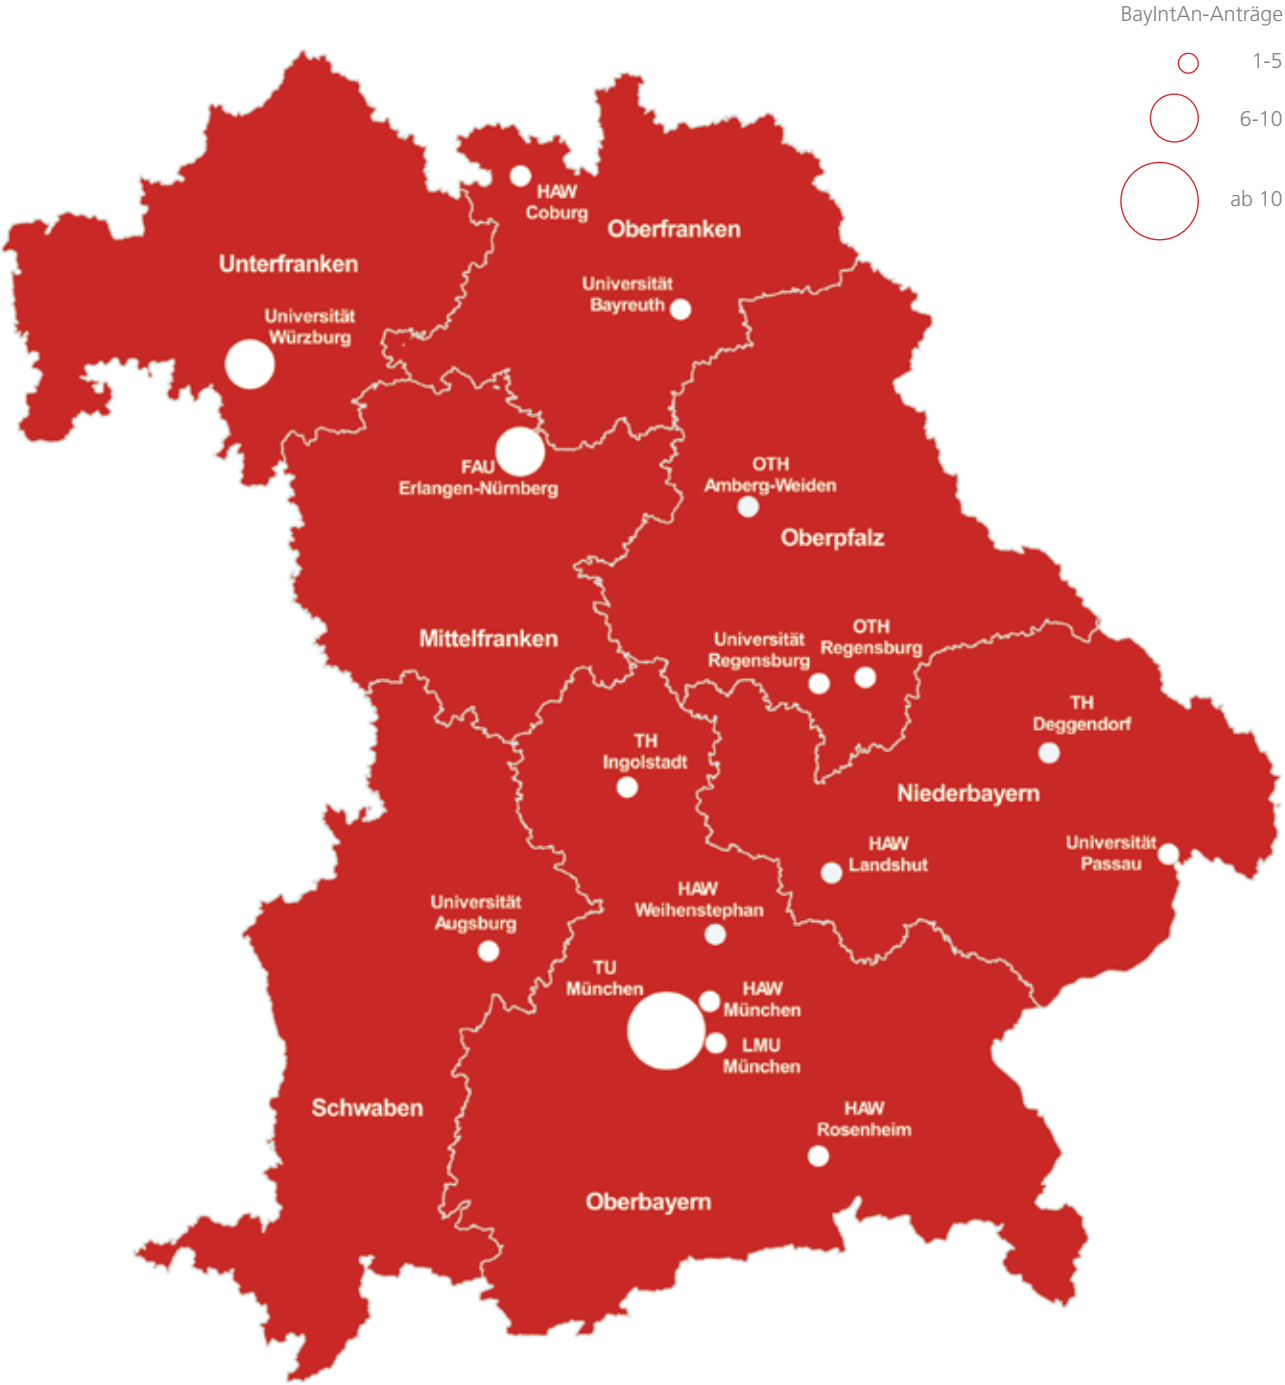 BayIntAn-Anträge
1-5
6-10
ab 10
HAW
Coburg
Oberfranken
Unterfranken
Universität
Bayreuth
Universität
Würzburg
OTH
Amberg-Weiden
FAU
Erlangen-Nürnberg
Oberpfalz
Mittelfranken
Universität
Regensburg
OTH
Regensburg
TH
Deggendorf
TH
Ingolstadt
Niederbayern
HAW
Landshut
Universität
Passau
HAW
Weihenstephan
Universität
Augsburg
TU
München
HAW
München
LMU
München
Schwaben
HAW
Rosenheim
Oberbayern